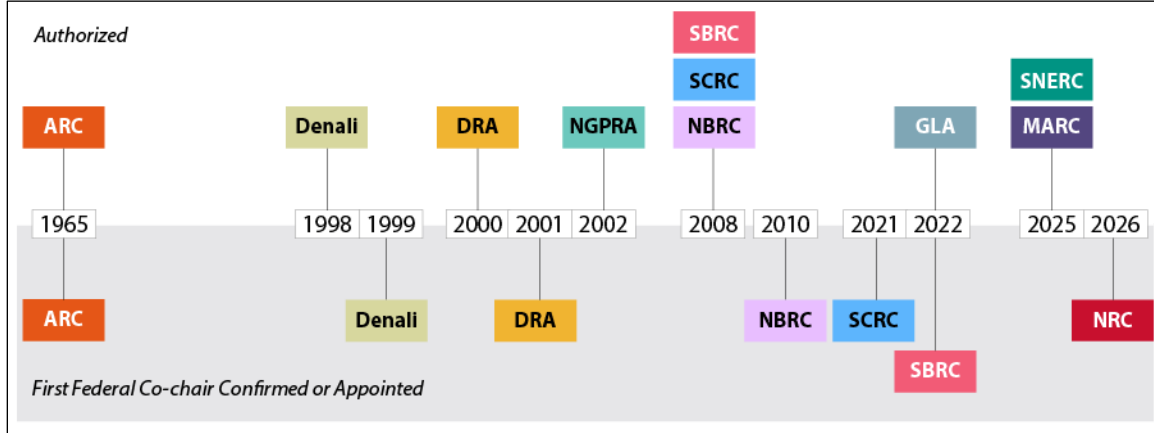 Authorized
SBRC
SCRC
SNERC
ARC
Denali
DRA
NGPRA
NBRC
GLA
MARC
1965
1998
1999
2000
2001
2002
2008
2010
2021
2022
2025
2026
ARC
Denali
DRA
NBRC
SCRC
NRC
SBRC
First Federal Co-chair Confirmed or Appointed